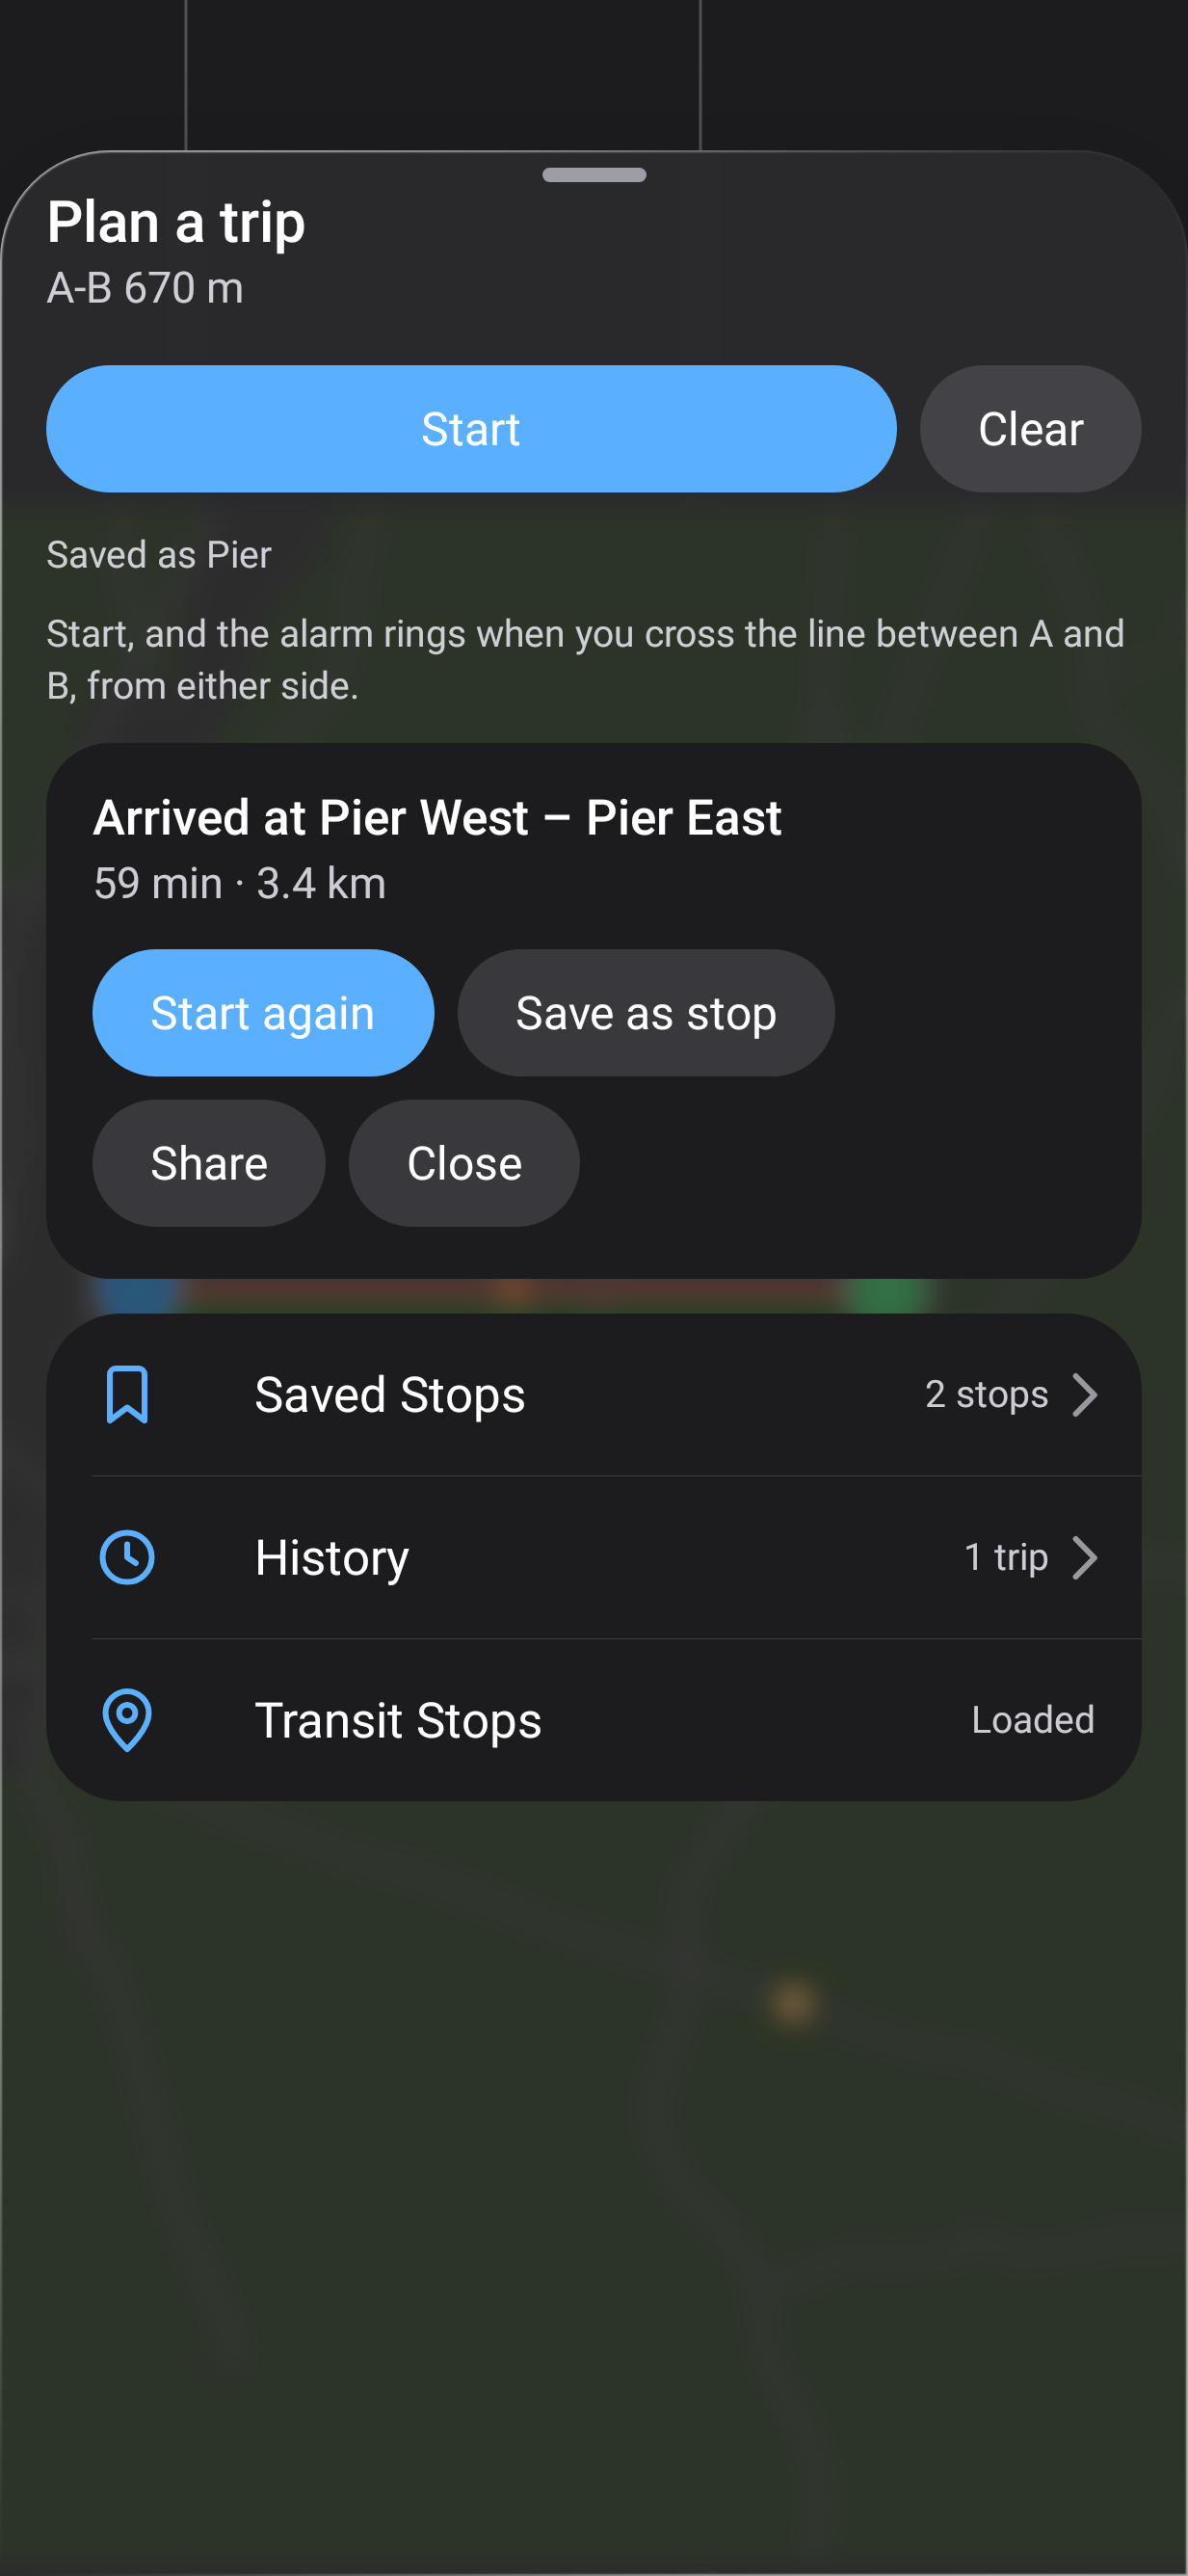 Plan a trip
A-B 670 m
Start
Clear
Saved as Pier
Start, and the alarm rings when you cross the line between A and
B, from either side.
Arrived at Pier West – Pier East
59 min · 3.4 km
Start again
Save as stop
Share
Close
Saved Stops
2 stops
History
1 trip
Transit Stops
Loaded